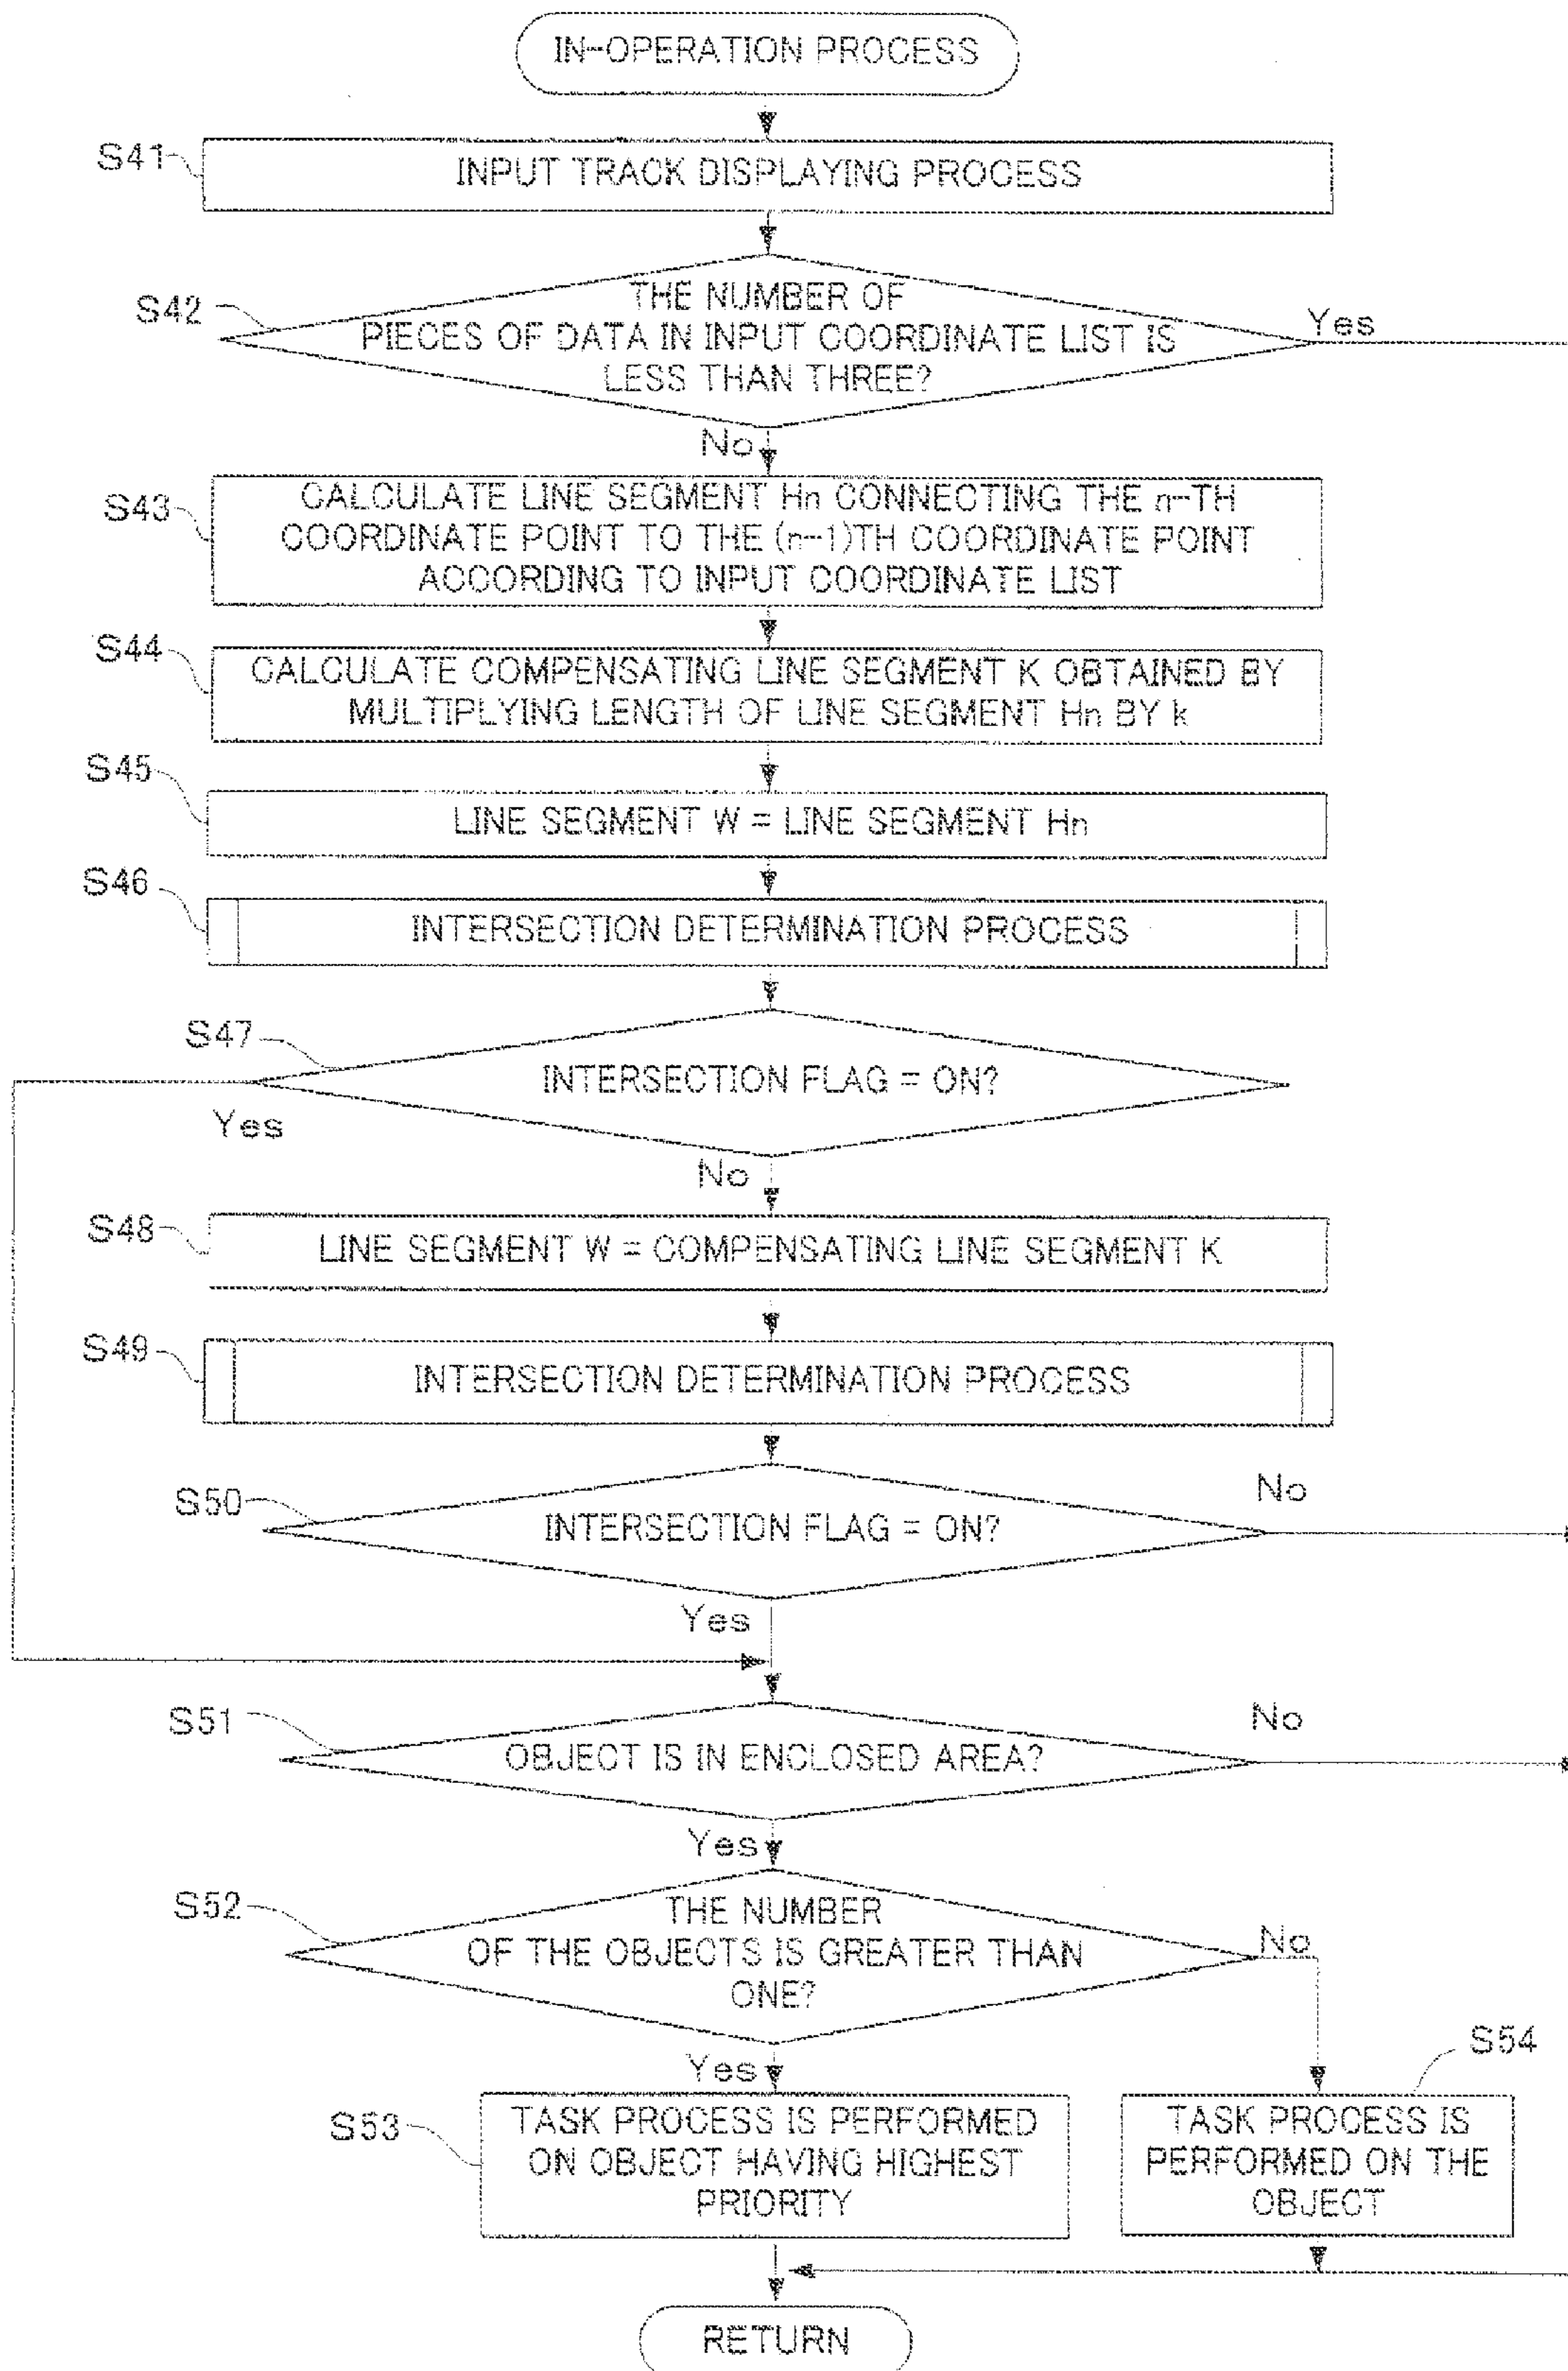 IN-OPERATION PROCESS
S41
INPUT TRACK DISPLAYING PROCESS
S42
THE NUMBER OF
PIECES OF DATA IN INPUT COORDINATE LIST IS
LESS THAN THREE?
Yes
No
S43
CALCULATE LINE SEGMENT Hn CONNECTING THE n-TH
COORDINATE POINT TO THE (n-1)TH COORDINATE POINT
ACCORDING TO INPUT COORDINATE LIST
S44
CALCULATE COMPENSATING LINE SEGMENT K OBTAINED BY
MULTIPLYING LENGTH OF LINE SEGMENT Hn BY k
S45
LINE SEGMENT W = LINE SEGMENT Hn
S46
INTERSECTION DETERMINATION PROCESS
S47
INTERSECTION FLAG = ON?
Yes
No
S48
LINE SEGMENT W = COMPENSATING LINE SEGMENT K
S49
INTERSECTION DETERMINATION PROCESS
S50
INTERSECTION FLAG = ON?
No
Yes
S51
OBJECT IS IN ENCLOSED AREA?
No
Yes
S52
THE NUMBER
OF THE OBJECTS IS GREATER THAN
ONE?
No
Yes
S53
TASK PROCESS IS PERFORMED
ON OBJECT HAVING HIGHEST
PRIORITY
S54
TASK PROCESS IS
PERFORMED ON THE
OBJECT
RETURN